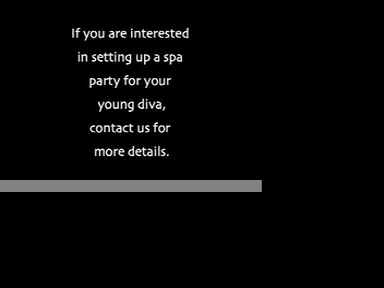 If you are interested
in setting up a spa
party for your
young diva,
contact us for
more details.